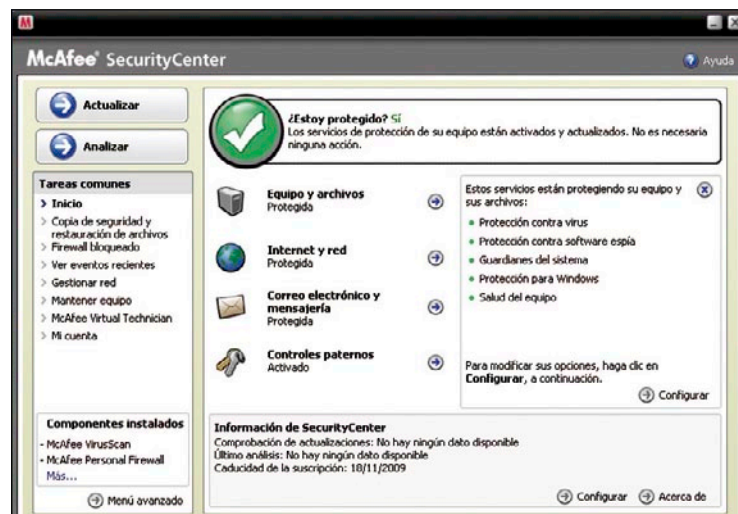 McAfee® SecurityCenter
Ayuda
Actualizar
Analizar
Tareas comunes
Inicio
Copia de seguridad y
restauración de archivos
Firewall bloqueado
Ver eventos recientes
Gestionar red
Mantener equipo
McAfee Virtual Technician
Mi cuenta
Componentes instalados
- McAfee VirusScan
- McAfee Personal Firewall
Más...
Menú avanzado
¿Estoy protegido? Sí
Los servicios de protección de su equipo están activados y actualizados. No es necesaria
ninguna acción.
Equipo y archivos
Protegida
Internet y red
Protegida
Correo electrónico y
mensajería
Protegida
Controles paternos
Activado
Estos servicios están protegiendo su equipo y
sus archivos:
• Protección contra virus
• Protección contra software espía
• Guardianes del sistema
• Protección para Windows
• Salud del equipo
Para modificar sus opciones, haga clic en
Configurar, a continuación.
Configurar
Información de SecurityCenter
Comprobación de actualizaciones: No hay ningún dato disponible
Último análisis: No hay ningún dato disponible
Caducidad de la suscripción: 18/11/2009
Configurar
Acerca de